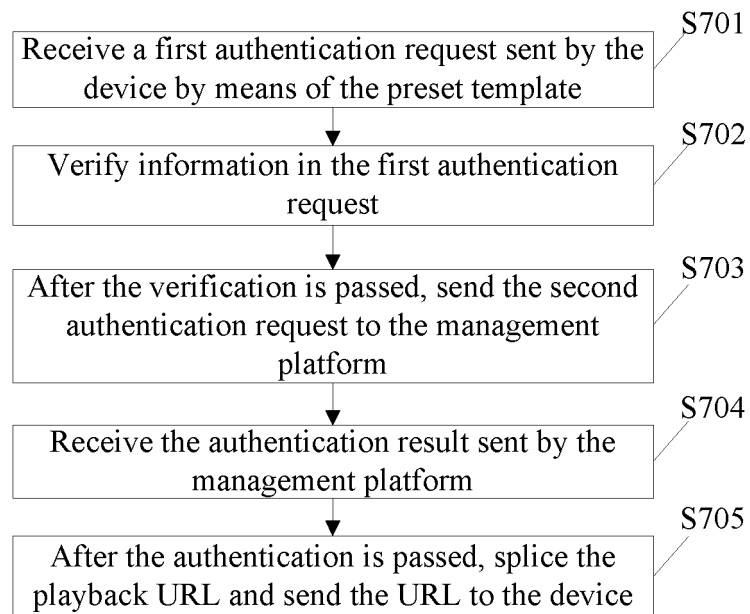 S701
Receive a first authentication request sent by the
device by means of the preset template
S702
Verify information in the first authentication
request
S703
After the verification is passed, send the second
authentication request to the management
platform
S704
Receive the authentication result sent by the
management platform
S705
After the authentication is passed, splice the
playback URL and send the URL to the device